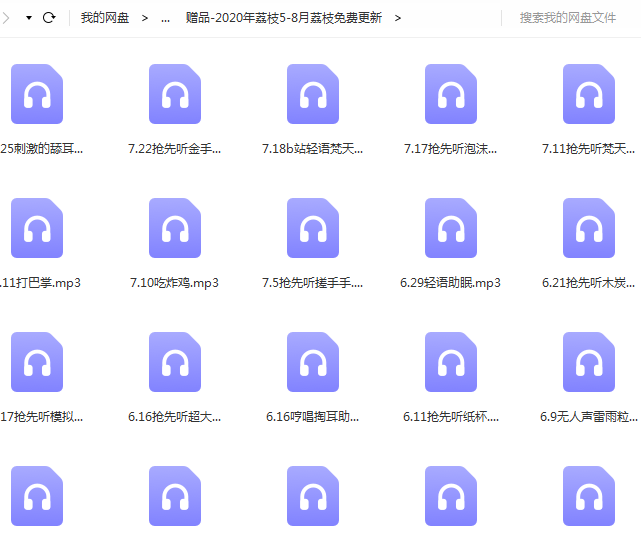 我的网盘 > ... 赠品-2020年荔枝5-8月荔枝免费更新 > 搜索我的网盘文件
25刺激的舔耳... 7.22抢先听金手... 7.18b站轻语梵天... 7.17抢先听泡沫... 7.11抢先听梵天...
.11打巴掌.mp3 7.10吃炸鸡.mp3 7.5抢先听搓手手.... 6.29轻语助眠.mp3 6.21抢先听木炭...
17抢先听模拟... 6.16抢先听超大... 6.16哼唱掏耳助... 6.11抢先听纸杯.... 6.9无人声雷雨粒...